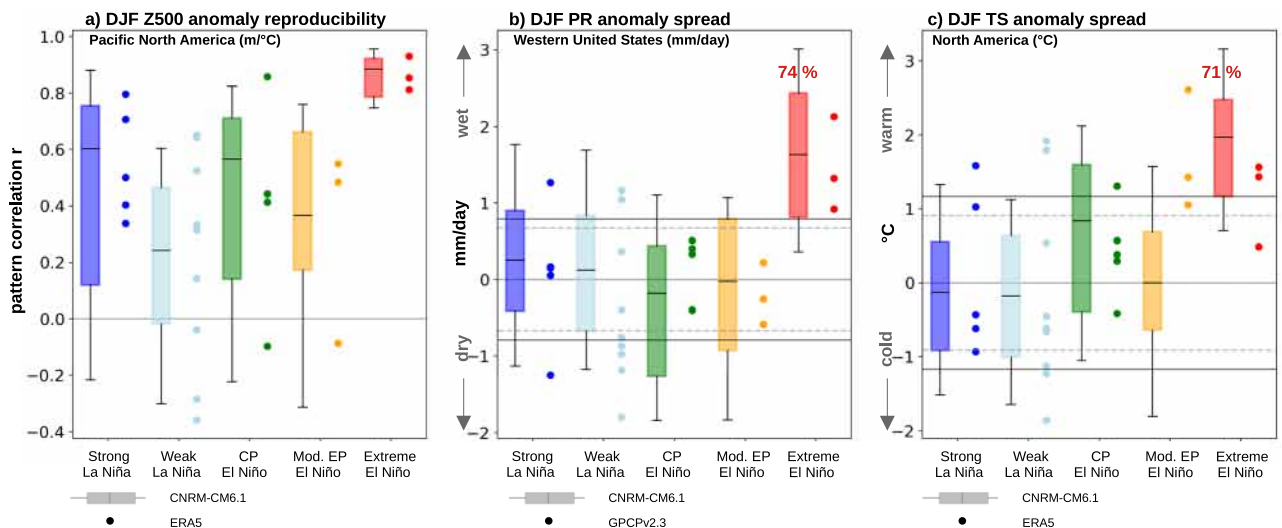 a) DJF Z500 anomaly reproducibility
Pacific North America (m/°C)
pattern correlation r
1.0
0.8
0.6
0.4
0.2
0.0
−0.2
−0.4
Strong La Niña
Weak La Niña
CP El Niño
Mod. EP El Niño
Extreme El Niño
CNRM-CM6.1
ERA5
b) DJF PR anomaly spread
Western United States (mm/day)
wet
mm/day
dry
3
2
1
0
−1
−2
74 %
Strong La Niña
Weak La Niña
CP El Niño
Mod. EP El Niño
Extreme El Niño
CNRM-CM6.1
GPCPv2.3
c) DJF TS anomaly spread
North America (°C)
warm
°C
cold
3
2
1
0
−1
−2
71 %
Strong La Niña
Weak La Niña
CP El Niño
Mod. EP El Niño
Extreme El Niño
CNRM-CM6.1
ERA5